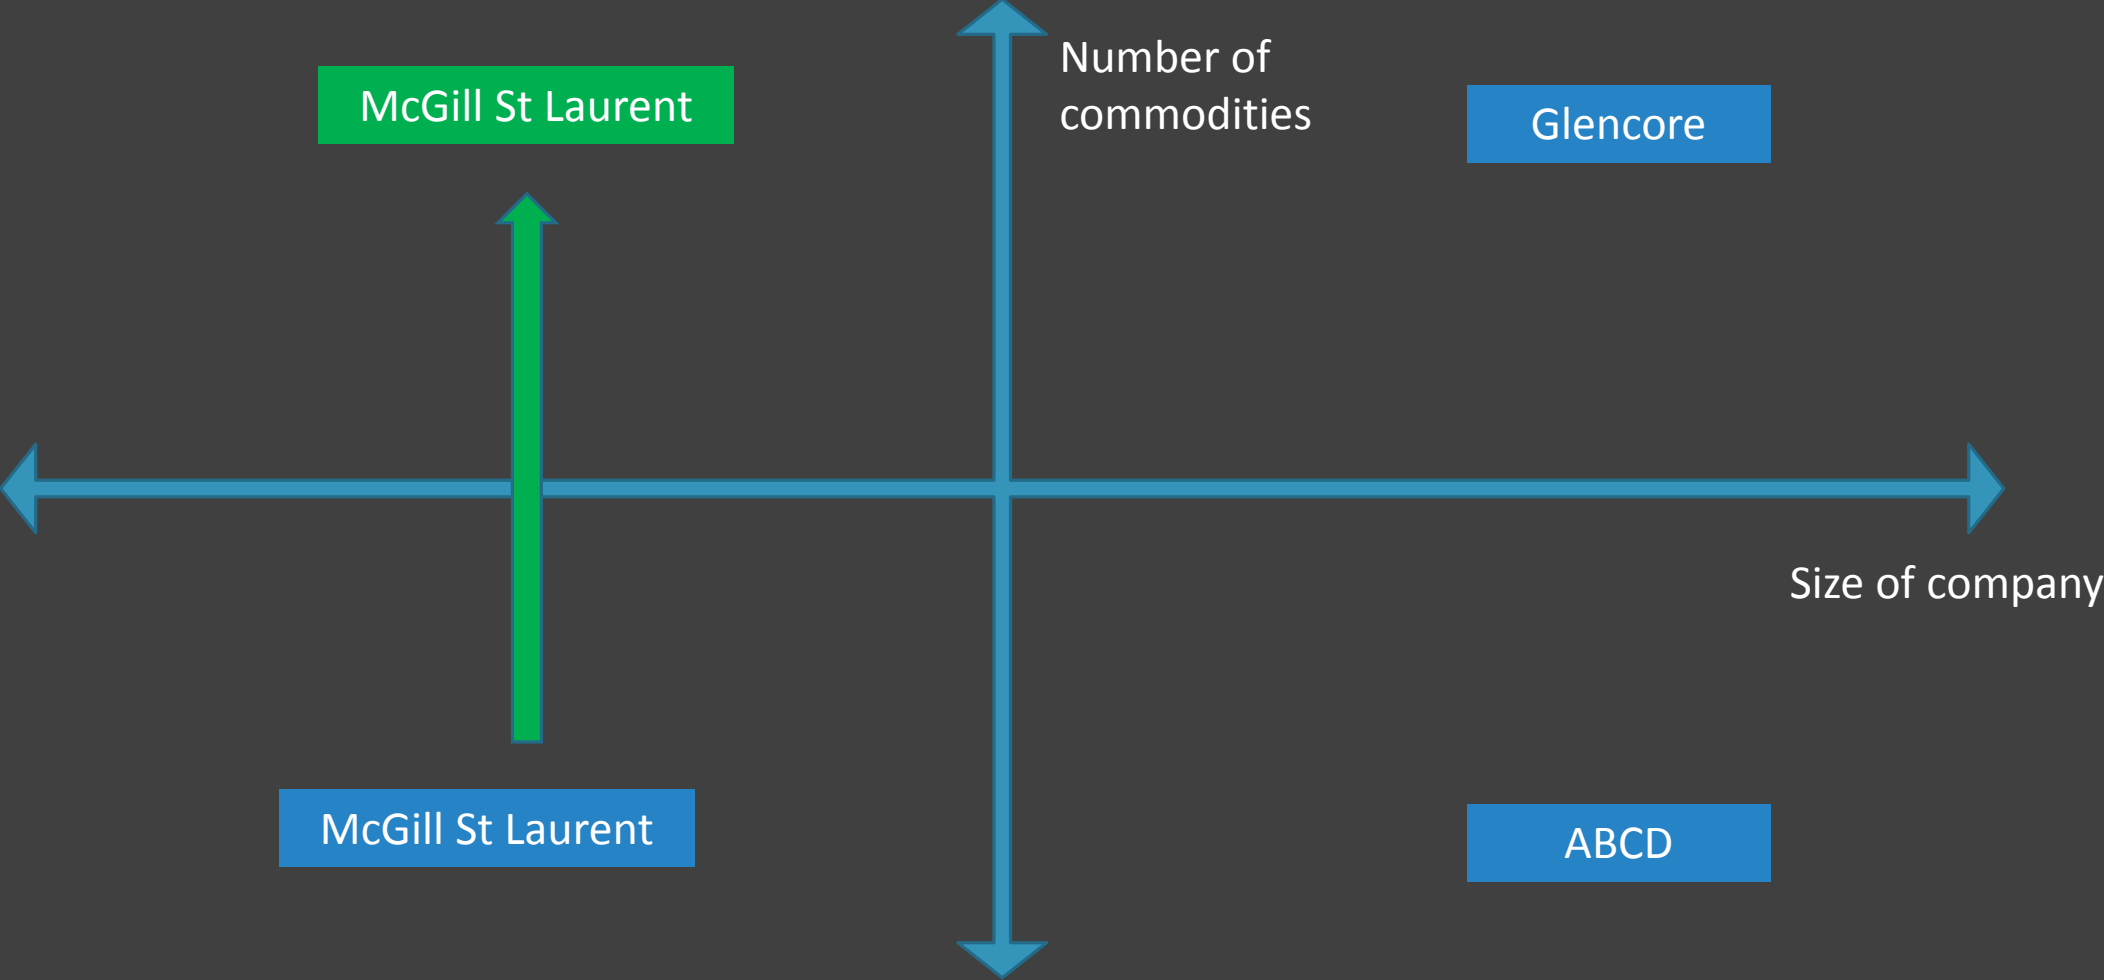 McGill St Laurent
Number of
commodities
Glencore
Size of company
McGill St Laurent
ABCD